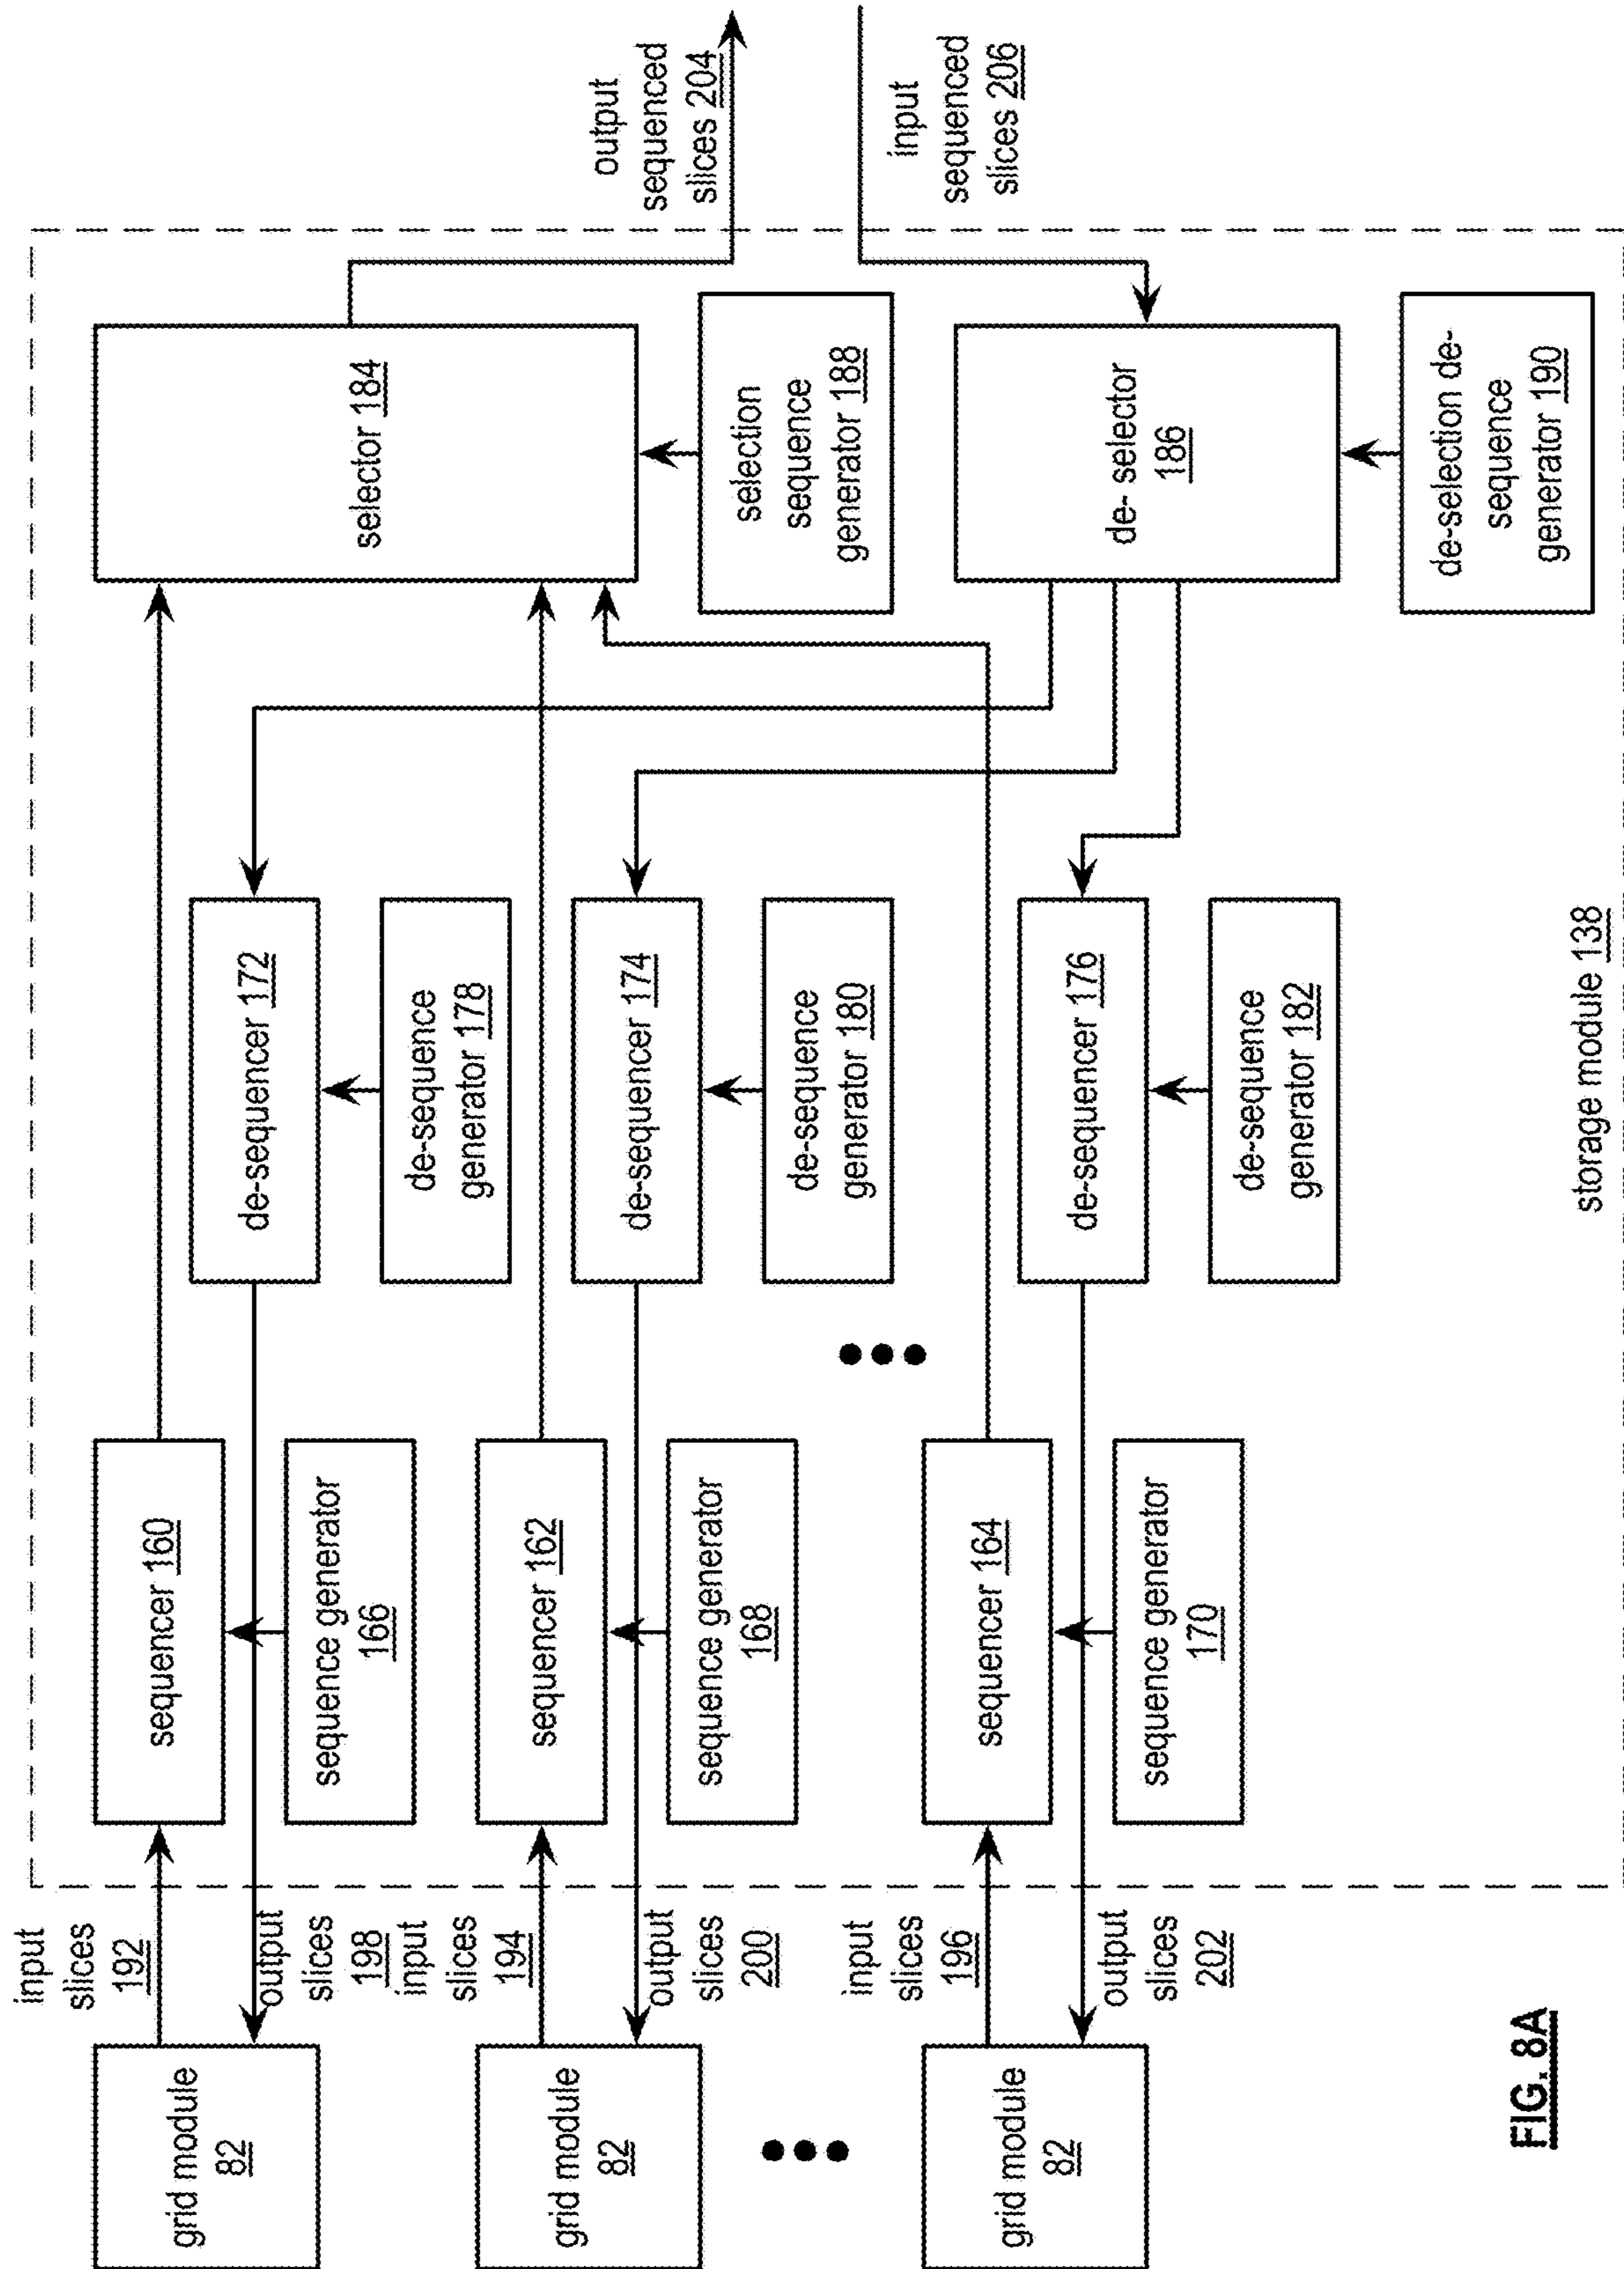 grid module
82
input
slices
192
output
slices
198
sequencer 160
sequence generator
166
de-sequencer 172
de-sequence
generator 178
selector 184
selection
sequence
generator 188
output
sequenced
slices 204
grid module
82
input
slices
194
output
slices
200
sequencer 162
sequence generator
168
de-sequencer 174
de-sequence
generator 180
input
sequenced
slices 206
grid module
82
input
slices
196
output
slices
202
sequencer 164
sequence generator
170
de-sequencer 176
de-sequence
generator 182
de- selector
186
de-selection de-
sequence
generator 190
storage module 138
FIG. 8A